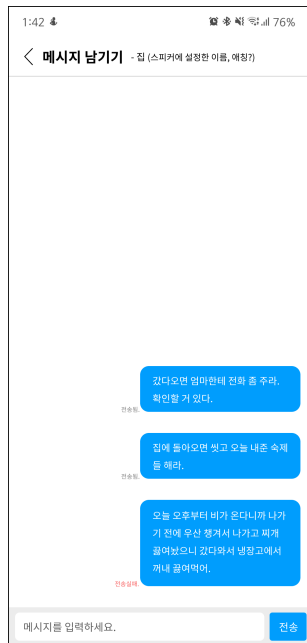 1:42
76%
메시지 남기기 - 집 (스피커에 설정한 이름, 애칭?)
갔다오면 엄마한테 전화 좀 주라.
확인할 거 있다.
전송됨.
집에 돌아오면 씻고 오늘 내준 숙제
들 해라.
전송됨.
오늘 오후부터 비가 온다니까 나가
기 전에 우산 챙겨서 나가고 찌개
끓여놨으니 갔다와서 냉장고에서
꺼내 끓여먹어.
전송실패.
메시지를 입력하세요.
전송